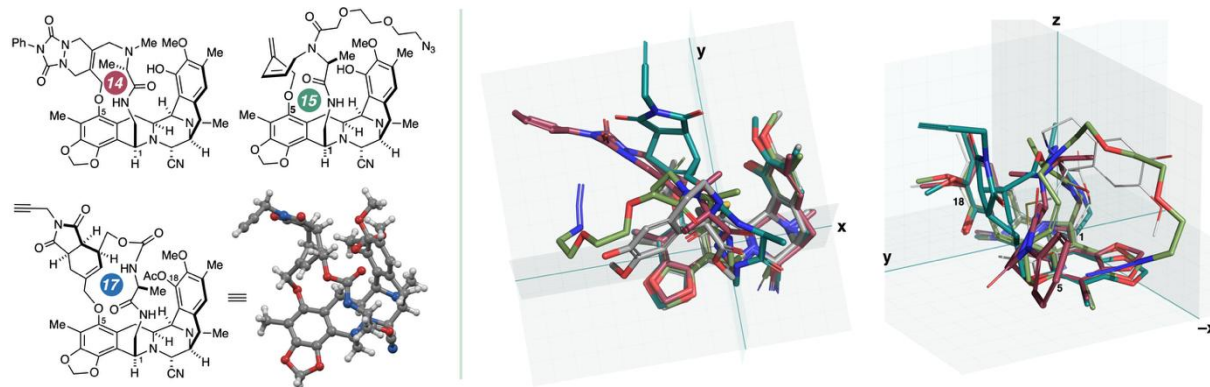 O N Me MeO
Ph N N Me
N Me HO
O 14 O
O NH H
Me 5 H N Me
O N
O H 1 H CN H
O O O
N N3
O MeO Me
Me HO
O O
5 15 NH H
Me H N Me
O N
O H 1 H CN H
O
N O O
O H H O MeO Me
H HN AcO 18
17 Me
O O
5 NH H
Me H N Me
O N
O H 1 H CN H
y
x
z
18
1
y
5
–x